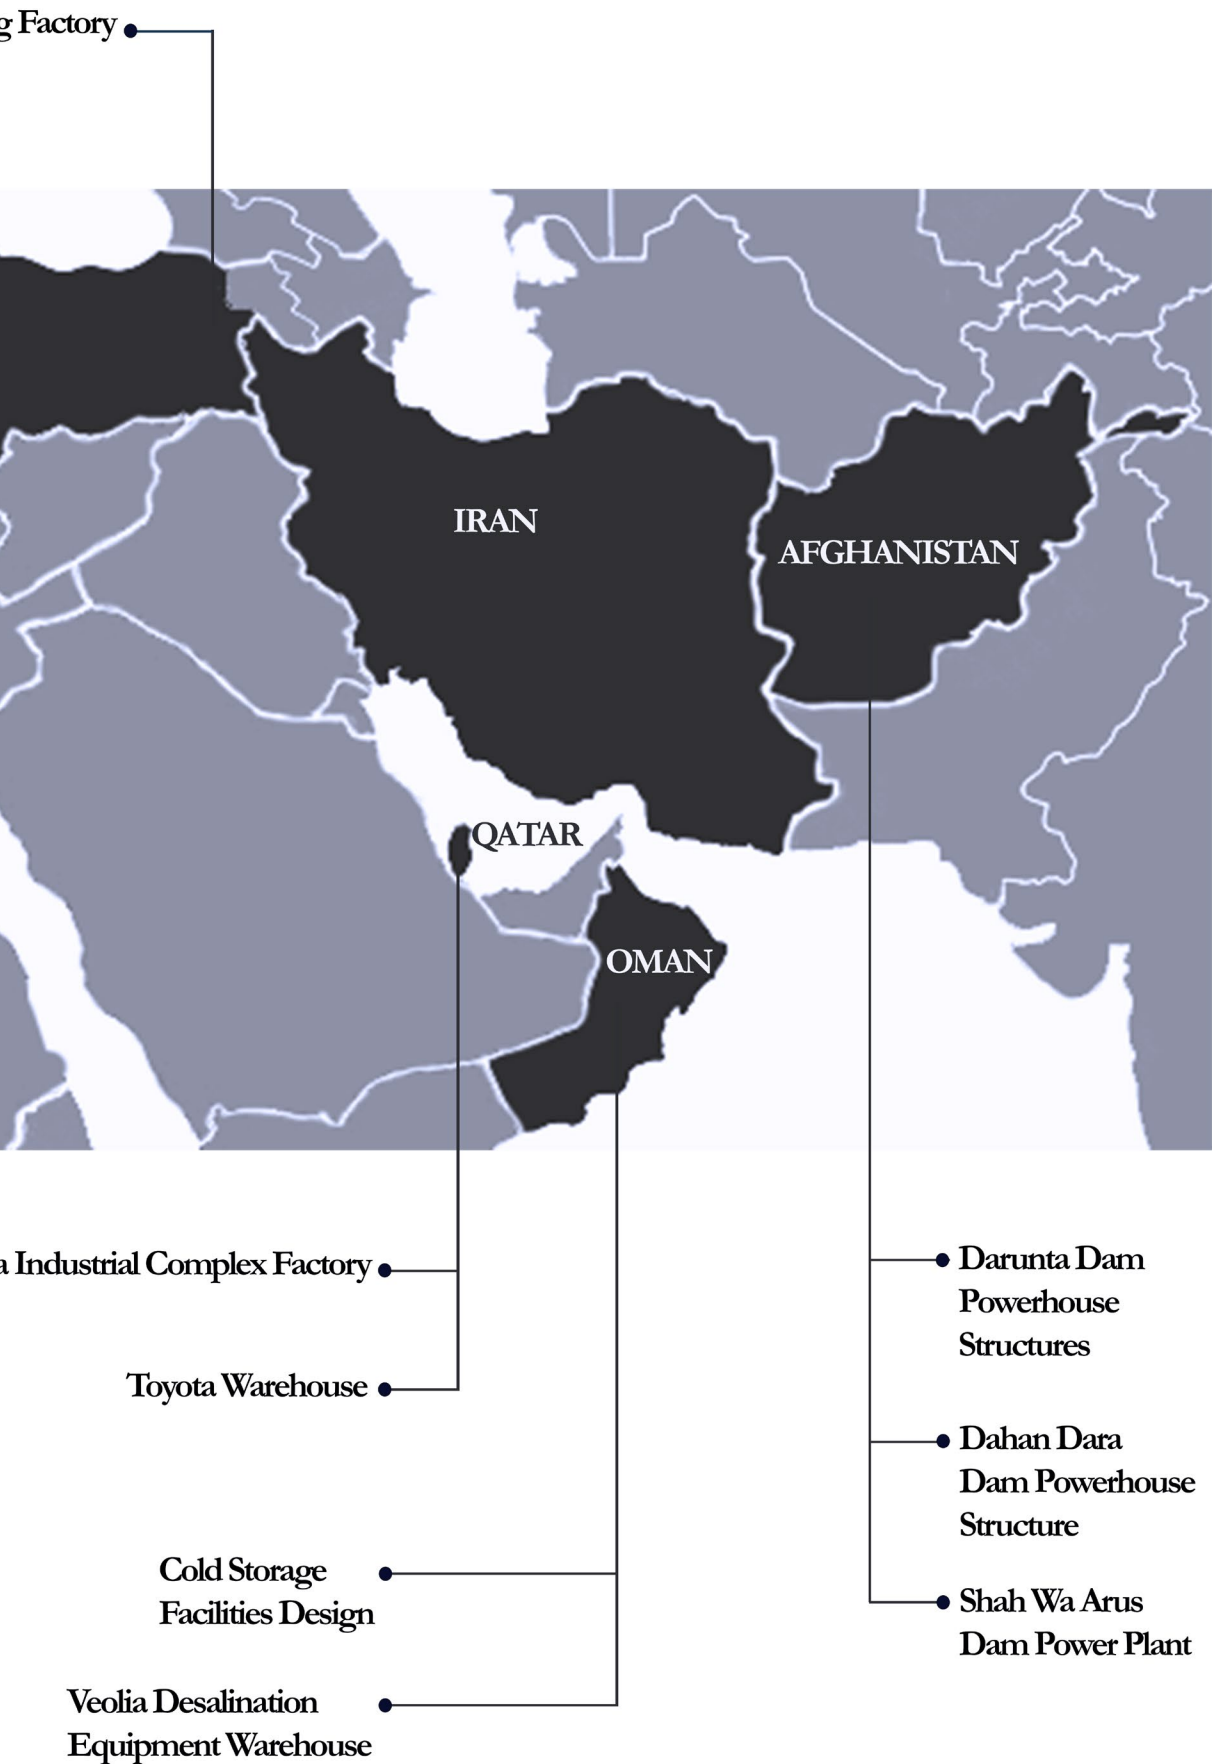 Factory
IRAN
AFGHANISTAN
QATAR
OMAN
Industrial Complex Factory
Toyota Warehouse
Cold Storage
Facilities Design
Veolia Desalination
Equipment Warehouse
Darunta Dam
Powerhouse
Structures
Dahan Dara
Dam Powerhouse
Structure
Shah Wa Arus
Dam Power Plant